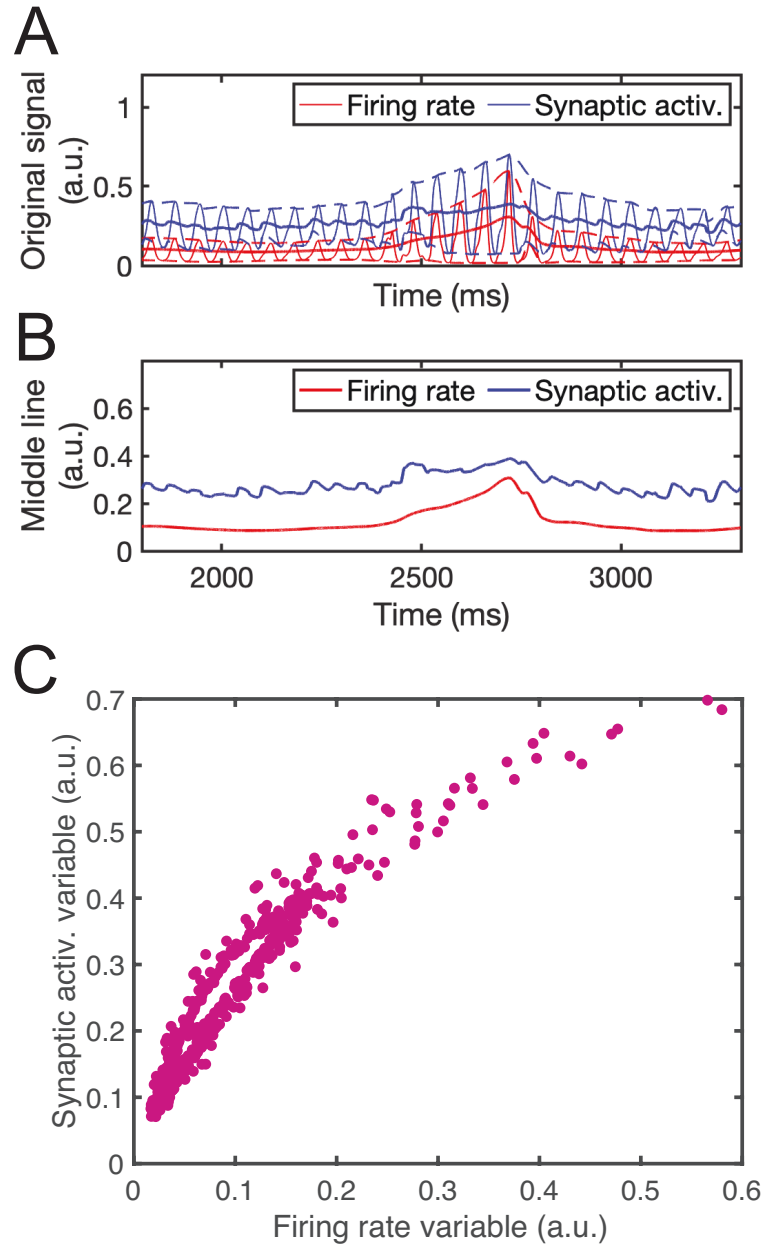 A
Original signal
(a.u.)
1
0.5
0
Firing rate
Synaptic activ.
Time (ms)
B
Middle line
(a.u.)
0.6
0.4
0.2
0
Firing rate
Synaptic activ.
2000
2500
3000
Time (ms)
C
Synaptic activ. variable (a.u.)
0.7
0.6
0.5
0.4
0.3
0.2
0.1
0
0
0.1
0.2
0.3
0.4
0.5
0.6
Firing rate variable (a.u.)